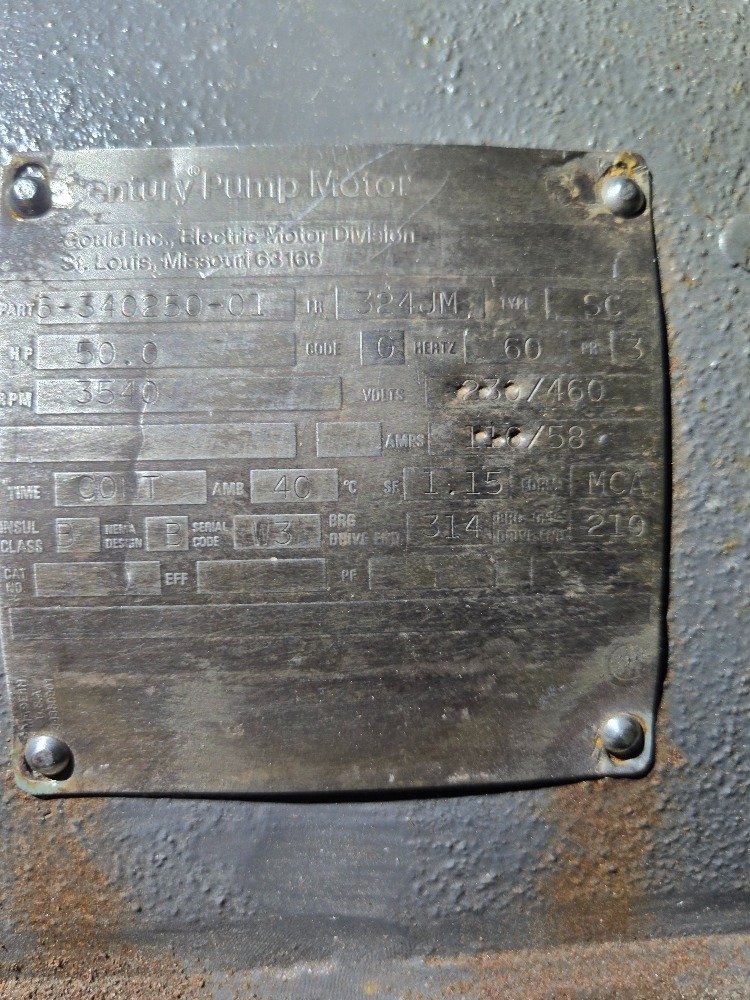 Century® Pump Motor
Gould Inc., Electric Motor Division
St. Louis, Missouri 63166
PART 6-340250-01 FR 324JM TYPE SC
HP 50.0 CODE G HERTZ 60 PH 3
RPM 3540 VOLTS 230/460
AMPS 116/58
TIME CONT AMB 40 °C SF 1.15 FORM MCA
INSUL CLASS B NEMA DESIGN B SERIAL CODE 3 BRG DRIVE END 314 219
CAT NO EFF PF